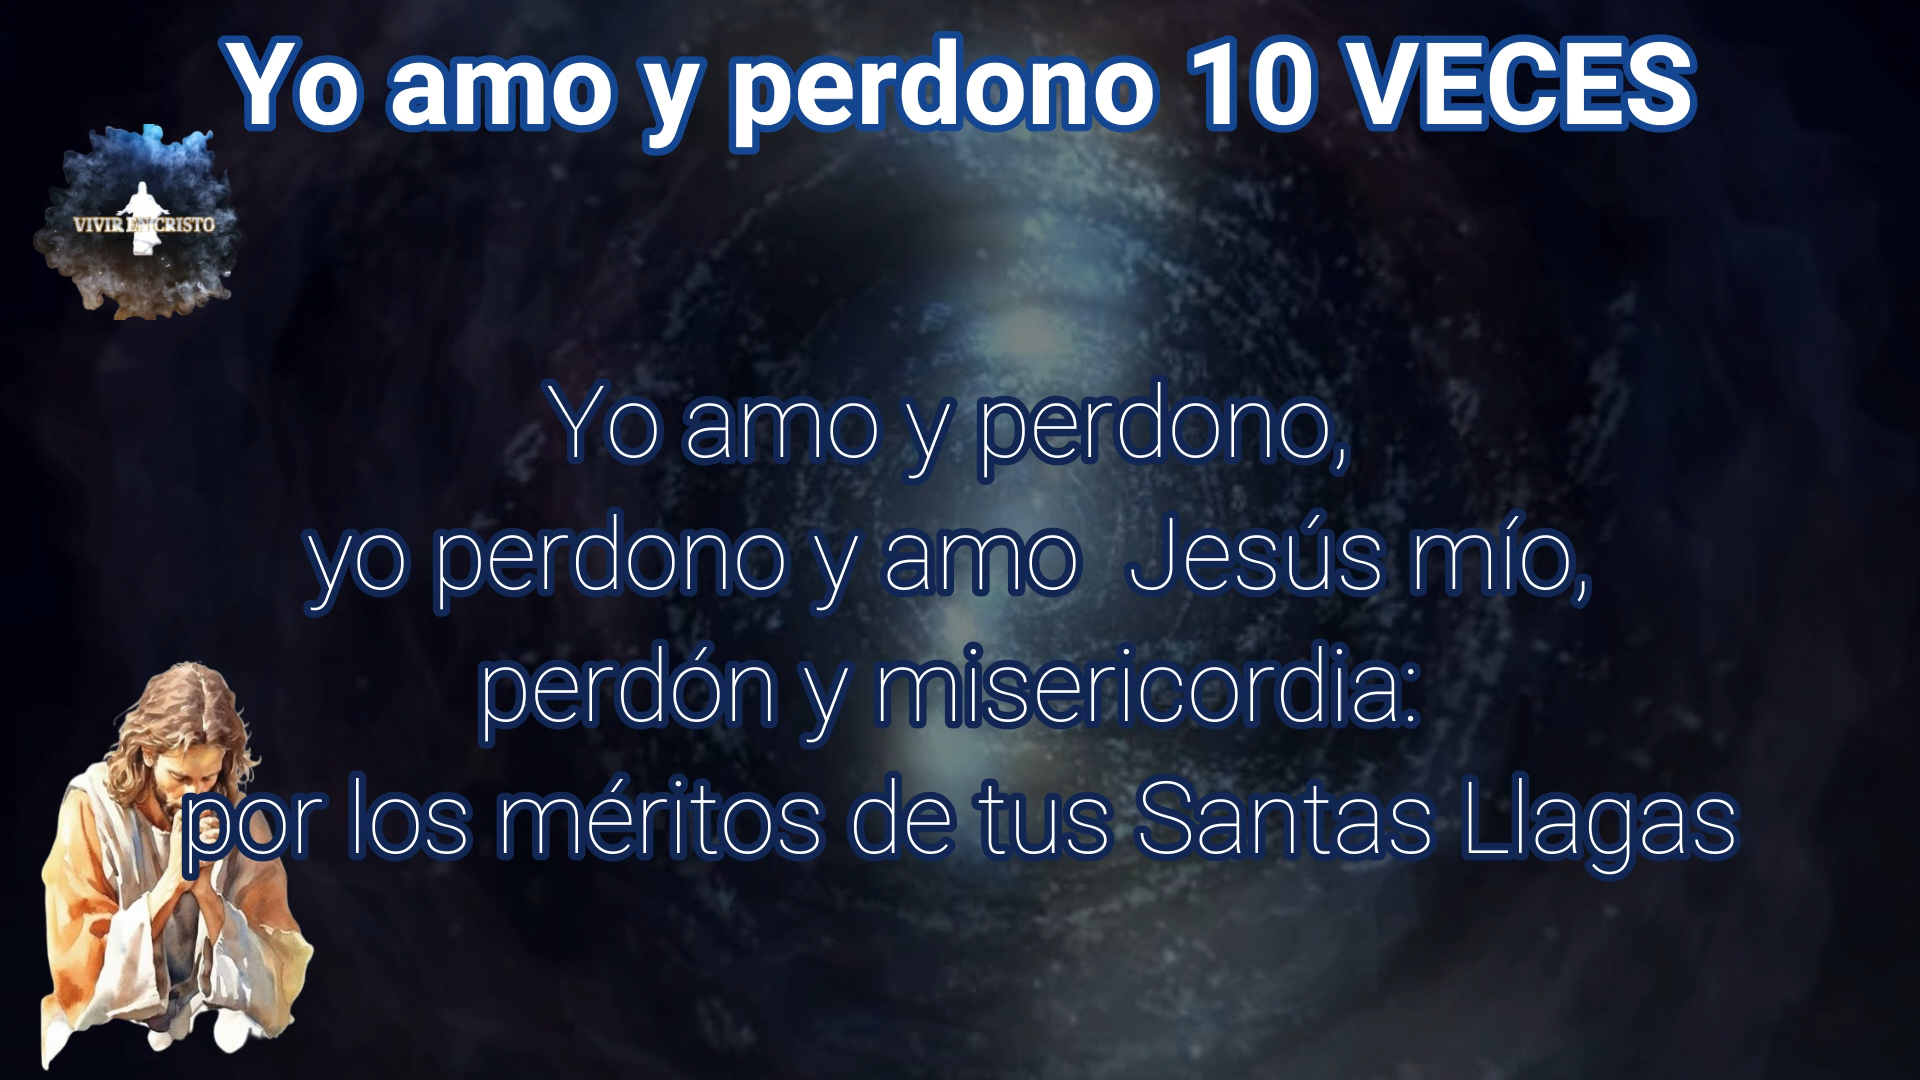 Yo amo y perdono 10 VECES
VIVIR EN CRISTO
Yo amo y perdono,
yo perdono y amo  Jesús mío,
perdón y misericordia:
por los méritos de tus Santas Llagas